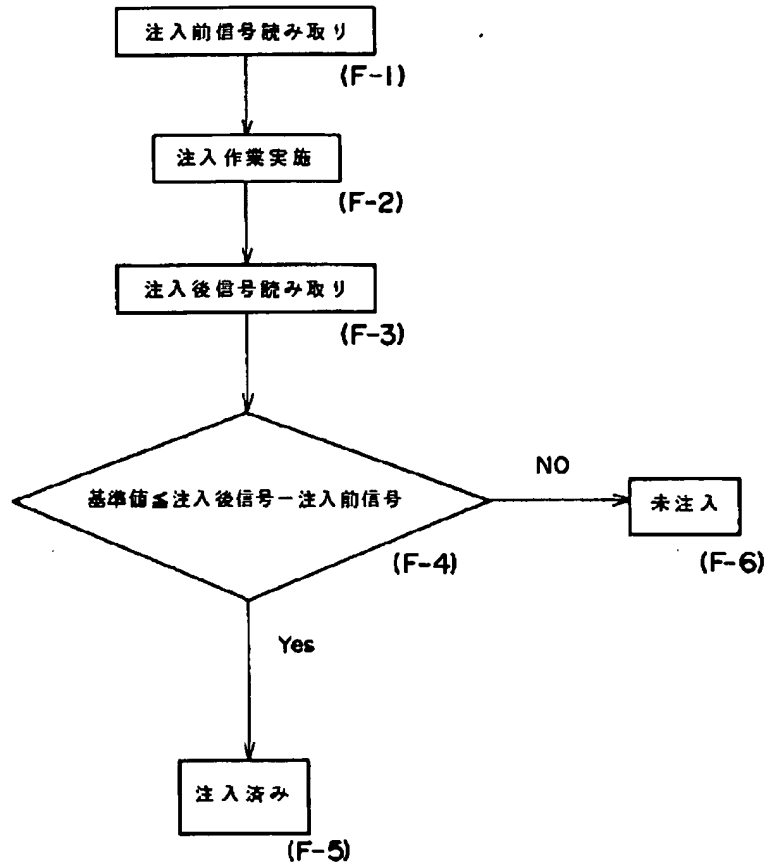 注入前信号読み取り
(F-1)
注入作業実施
(F-2)
注入後信号読み取り
(F-3)
基準値≦注入後信号－注入前信号
NO
未注入
(F-4)
(F-6)
Yes
注入済み
(F-5)